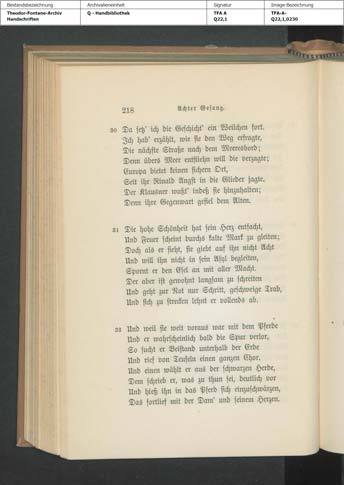 Bestandsbezeichnung
Archivalieneinheit
Signatur
Image-Bezeichnung
Theodor-Fontane-Archiv
Handschriften
Q - Handbibliothek
TFA A
Q22,1
TFA-A-
Q22,1,0230
218
Achter Gesang.
30 Da setz' ich die Geschicht' ein Weilchen fort.
Ich hab' erzählt, wie sie den Weg erfragte,
Die nächste Straße nach dem Meeresbord;
Denn übers Meer entfliehn will die verzagte;
Europa bietet keinen sichern Ort,
Seit ihr Rinald Angst in die Glieder jagte,
Der Klausner wußt' indeß sie hinzuhalten;
Denn ihre Gegenwart gefiel dem Alten.
31 Die hohe Schönheit hat sein Herz entfacht,
Und Feuer scheint durchs kalte Mark zu gleiten;
Doch als er sieht, sie giebt auf ihn nicht Acht
Und will ihn nicht in sein Asyl begleiten,
Spornt er den Esel an mit aller Macht.
Der aber ist gewohnt langsam zu schreiten
Und geht zur Not nur Schritt, geschweige Trab,
Und sich zu strecken lehnt er vollends ab.
32 Und weil sie weit voraus war mit dem Pferde
Und er wahrscheinlich bald die Spur verlor,
So sucht er Beistand unterhalb der Erde
Und rief von Teufeln einen ganzen Chor.
Und einen wählt er aus der schwarzen Herde,
Dem schrieb er, was zu thun sei, deutlich vor
Und hieß ihn in das Pferd sich einzuschwärzen,
Das fortlief mit der Dam' und seinem Herzen.